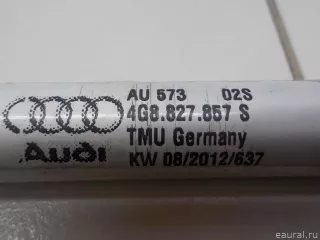 AU 573 02S
4G8.827.857 S
TMU Germany
Audi
KW 08/2012/637
eaural.ru